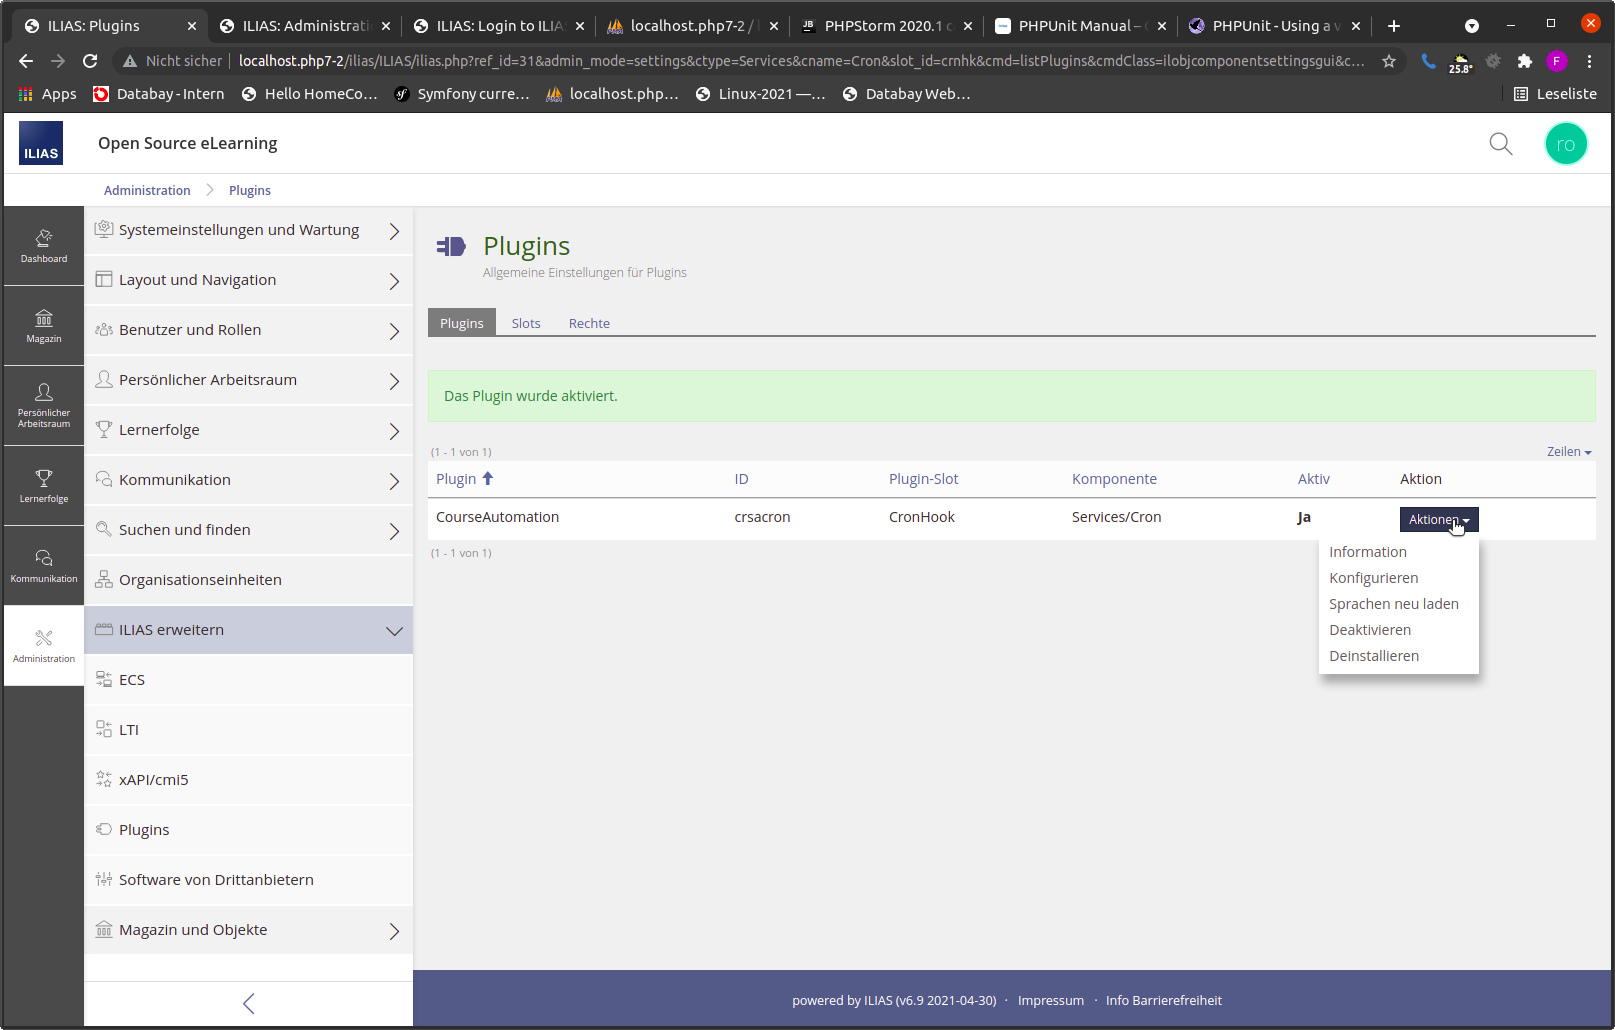 ILIAS: Plugins
ILIAS: Administrati
ILIAS: Login to ILIA
localhost.php7-2 /
PHPStorm 2020.1 c
PHPUnit Manual –
PHPUnit - Using a v
Nicht sicher
localhost.php7-2/ilias/ILIAS/ilias.php?ref_id=31&admin_mode=settings&ctype=Services&cname=Cron&slot_id=crnhk&cmd=listPlugins&cmdClass=ilobjcomponentsettingsgui&c...
25.8°
F
Apps
Databay - Intern
Hello HomeCo...
Symfony curre...
localhost.php...
Linux-2021 —...
Databay Web...
Leseliste
ILIAS
Open Source eLearning
ro
Administration
Plugins
Dashboard
Magazin
Persönlicher
Arbeitsraum
Lernerfolge
Kommunikation
Administration
Systemeinstellungen und Wartung
Layout und Navigation
Benutzer und Rollen
Persönlicher Arbeitsraum
Lernerfolge
Kommunikation
Suchen und finden
Organisationseinheiten
ILIAS erweitern
ECS
LTI
xAPI/cmi5
Plugins
Software von Drittanbietern
Magazin und Objekte
Plugins
Allgemeine Einstellungen für Plugins
Plugins
Slots
Rechte
Das Plugin wurde aktiviert.
(1 - 1 von 1)
Zeilen
Plugin ID Plugin-Slot Komponente Aktiv Aktion
CourseAutomation crsacron CronHook Services/Cron Ja Aktionen
(1 - 1 von 1)
Information
Konfigurieren
Sprachen neu laden
Deaktivieren
Deinstallieren
powered by ILIAS (v6.9 2021-04-30) · Impressum · Info Barrierefreiheit